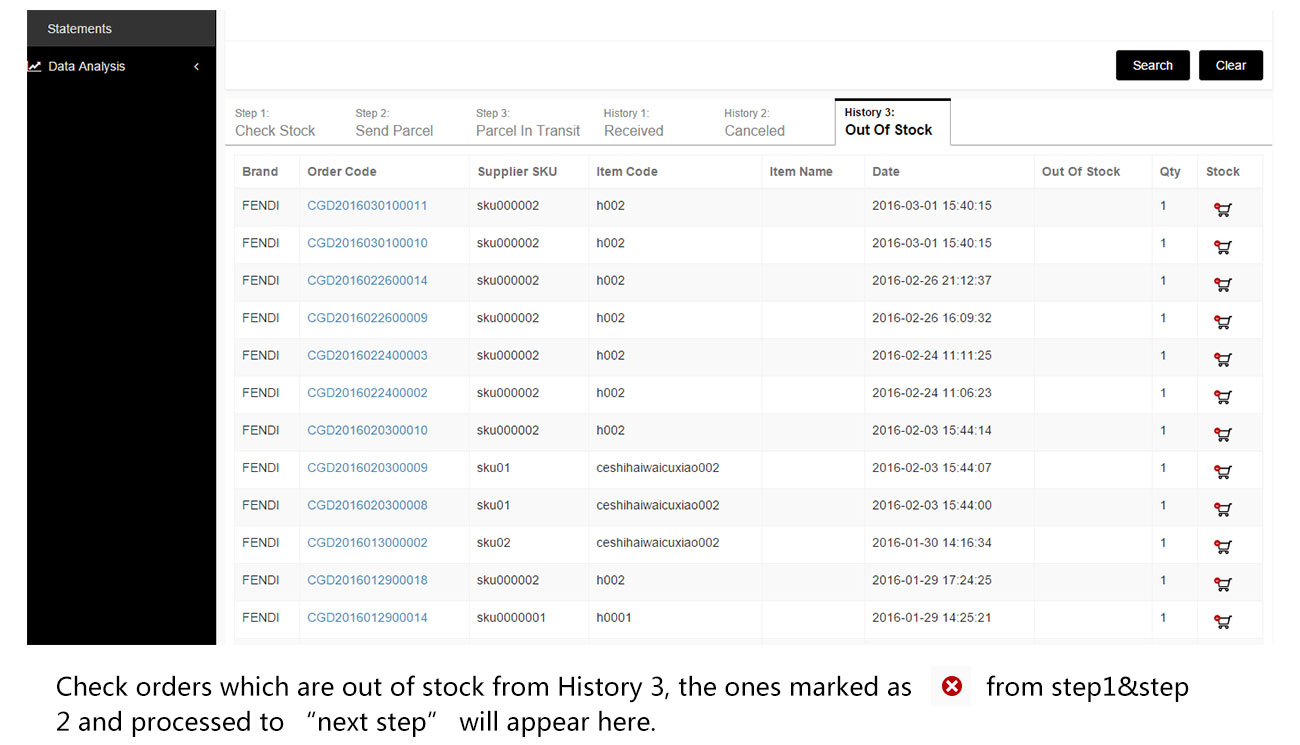 Statements
Data Analysis
Search Clear
Step 1: Step 2: Step 3: History 1: History 2: History 3:
Check Stock Send Parcel Parcel In Transit Received Canceled Out Of Stock
Brand Order Code Supplier SKU Item Code Item Name Date Out Of Stock Qty Stock
FENDI CGD2016030100011 sku000002 h002 2016-03-01 15:40:15 1
FENDI CGD2016030100010 sku000002 h002 2016-03-01 15:40:15 1
FENDI CGD2016022600014 sku000002 h002 2016-02-26 21:12:37 1
FENDI CGD2016022600009 sku000002 h002 2016-02-26 16:09:32 1
FENDI CGD2016022400003 sku000002 h002 2016-02-24 11:11:25 1
FENDI CGD2016022400002 sku000002 h002 2016-02-24 11:06:23 1
FENDI CGD2016020300010 sku000002 h002 2016-02-03 15:44:14 1
FENDI CGD2016020300009 sku01 ceshihaiwaicuxiao002 2016-02-03 15:44:07 1
FENDI CGD2016020300008 sku01 ceshihaiwaicuxiao002 2016-02-03 15:44:00 1
FENDI CGD2016013000002 sku02 ceshihaiwaicuxiao002 2016-01-30 14:16:34 1
FENDI CGD2016012900018 sku000002 h002 2016-01-29 17:24:25 1
FENDI CGD2016012900014 sku0000001 h0001 2016-01-29 14:25:21 1
Check orders which are out of stock from History 3, the ones marked as from step1&step
2 and processed to “next step” will appear here.